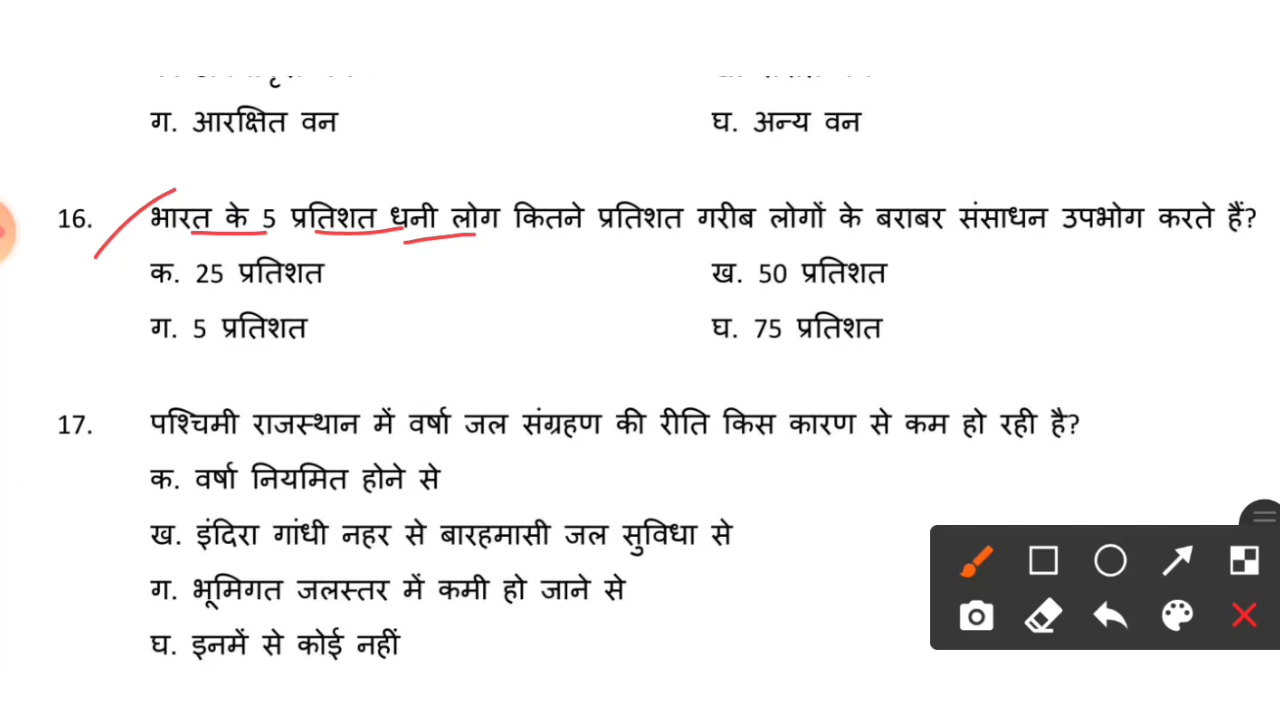 ग. आरक्षित वन घ. अन्य वन
16. भारत के 5 प्रतिशत धनी लोग कितने प्रतिशत गरीब लोगों के बराबर संसाधन उपभोग करते हैं?
क. 25 प्रतिशत ख. 50 प्रतिशत
ग. 5 प्रतिशत घ. 75 प्रतिशत
17. पश्चिमी राजस्थान में वर्षा जल संग्रहण की रीति किस कारण से कम हो रही है?
क. वर्षा नियमित होने से
ख. इंदिरा गांधी नहर से बारहमासी जल सुविधा से
ग. भूमिगत जलस्तर में कमी हो जाने से
घ. इनमें से कोई नहीं